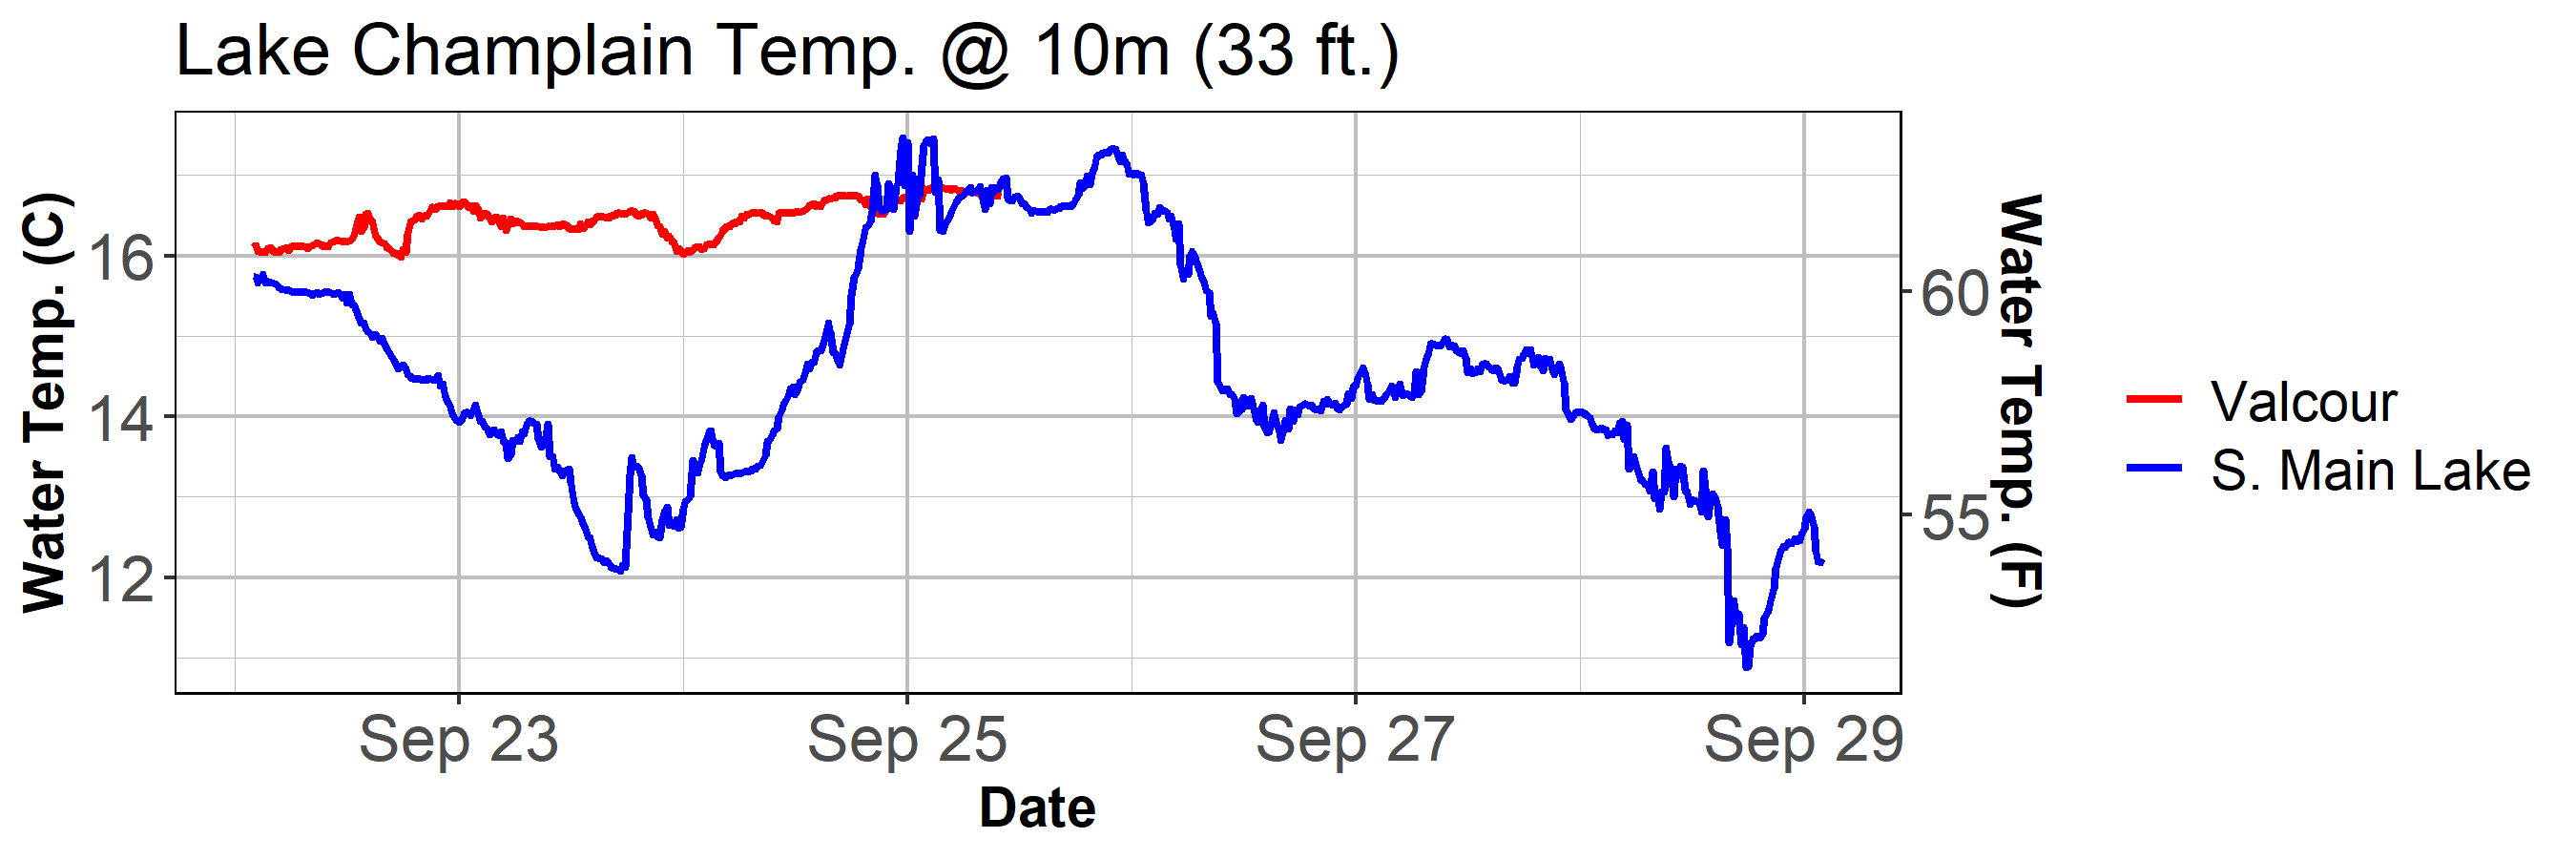 Lake Champlain Temp. @ 10m (33 ft.)
Water Temp. (C)
16
14
12
60
55
Water Temp. (F)
Sep 23
Sep 25
Sep 27
Sep 29
Date
Valcour
S. Main Lake